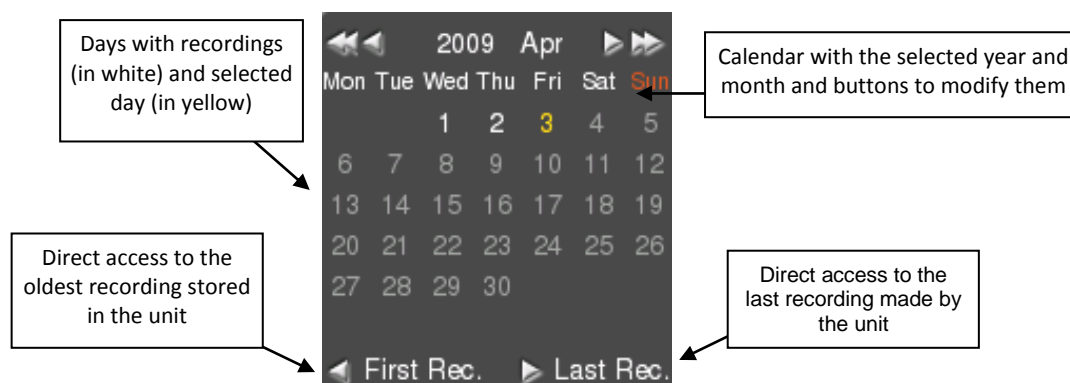 Days with recordings
(in white) and selected
day (in yellow)
2009 Apr
Mon Tue Wed Thu Fri Sat Sun
1 2 3 4 5
6 7 8 9 10 11 12
13 14 15 16 17 18 19
20 21 22 23 24 25 26
27 28 29 30
First Rec. Last Rec.
Calendar with the selected year and
month and buttons to modify them
Direct access to the
oldest recording stored
in the unit
Direct access to the
last recording made by
the unit